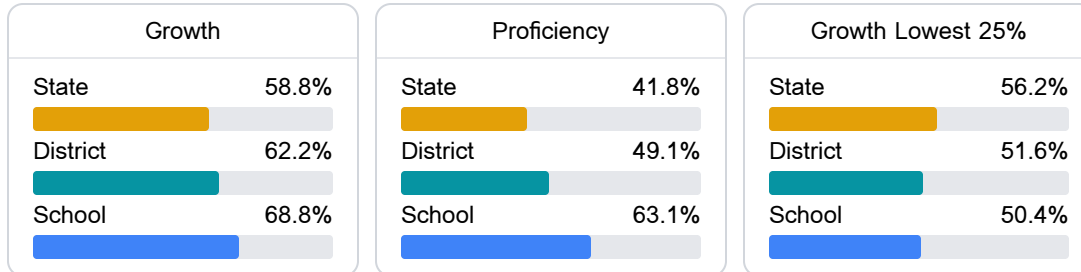 Growth
State 58.8%
District 62.2%
School 68.8%
Proficiency
State 41.8%
District 49.1%
School 63.1%
Growth Lowest 25%
State 56.2%
District 51.6%
School 50.4%